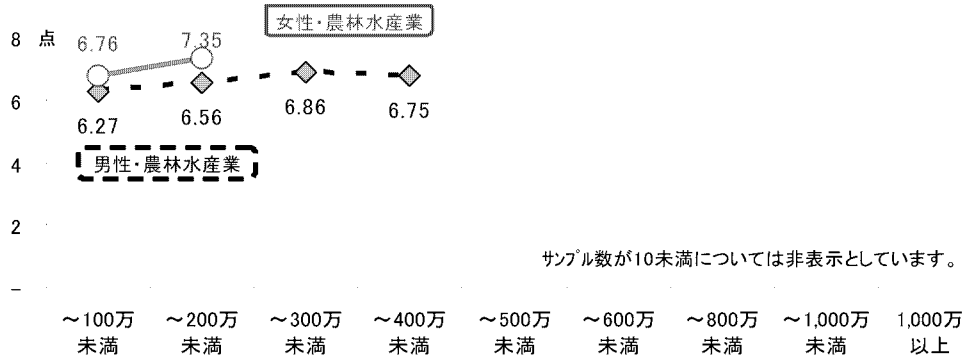 女性・農林水産業
8 点 6.76 7.35
6
6.27 6.56 6.86 6.75
4 男性・農林水産業
2
サンプル数が10未満については非表示としています。
–
～100万 ～200万 ～300万 ～400万 ～500万 ～600万 ～800万 ～1,000万 1,000万
未満 未満 未満 未満 未満 未満 未満 未満 以上